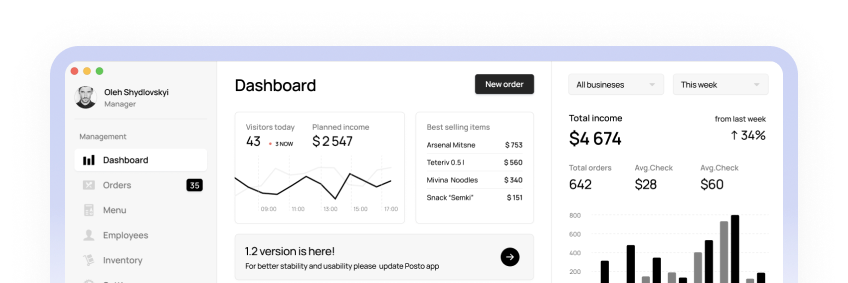 Oleh Shydlovskyi
Manager
Management
Dashboard
Orders
35
Menu
Employees
Inventory
Dashboard
New order
Visitors today
43
3 NOW
Planned income
$ 2 547
09:00 11:00 13:00 15:00 17:00
Best selling items
Arsenal Mitsne $ 753
Teteriv 0.5 l $ 560
Mivina Noodles $ 340
Snack "Semki" $ 151
1.2 version is here!
For better stability and usability please update Posto app
All busineses
This week
Total income
$4 674
from last week
↑ 34%
Total orders
642
Avg.Check
$28
Avg.Check
$60
800
600
400
200